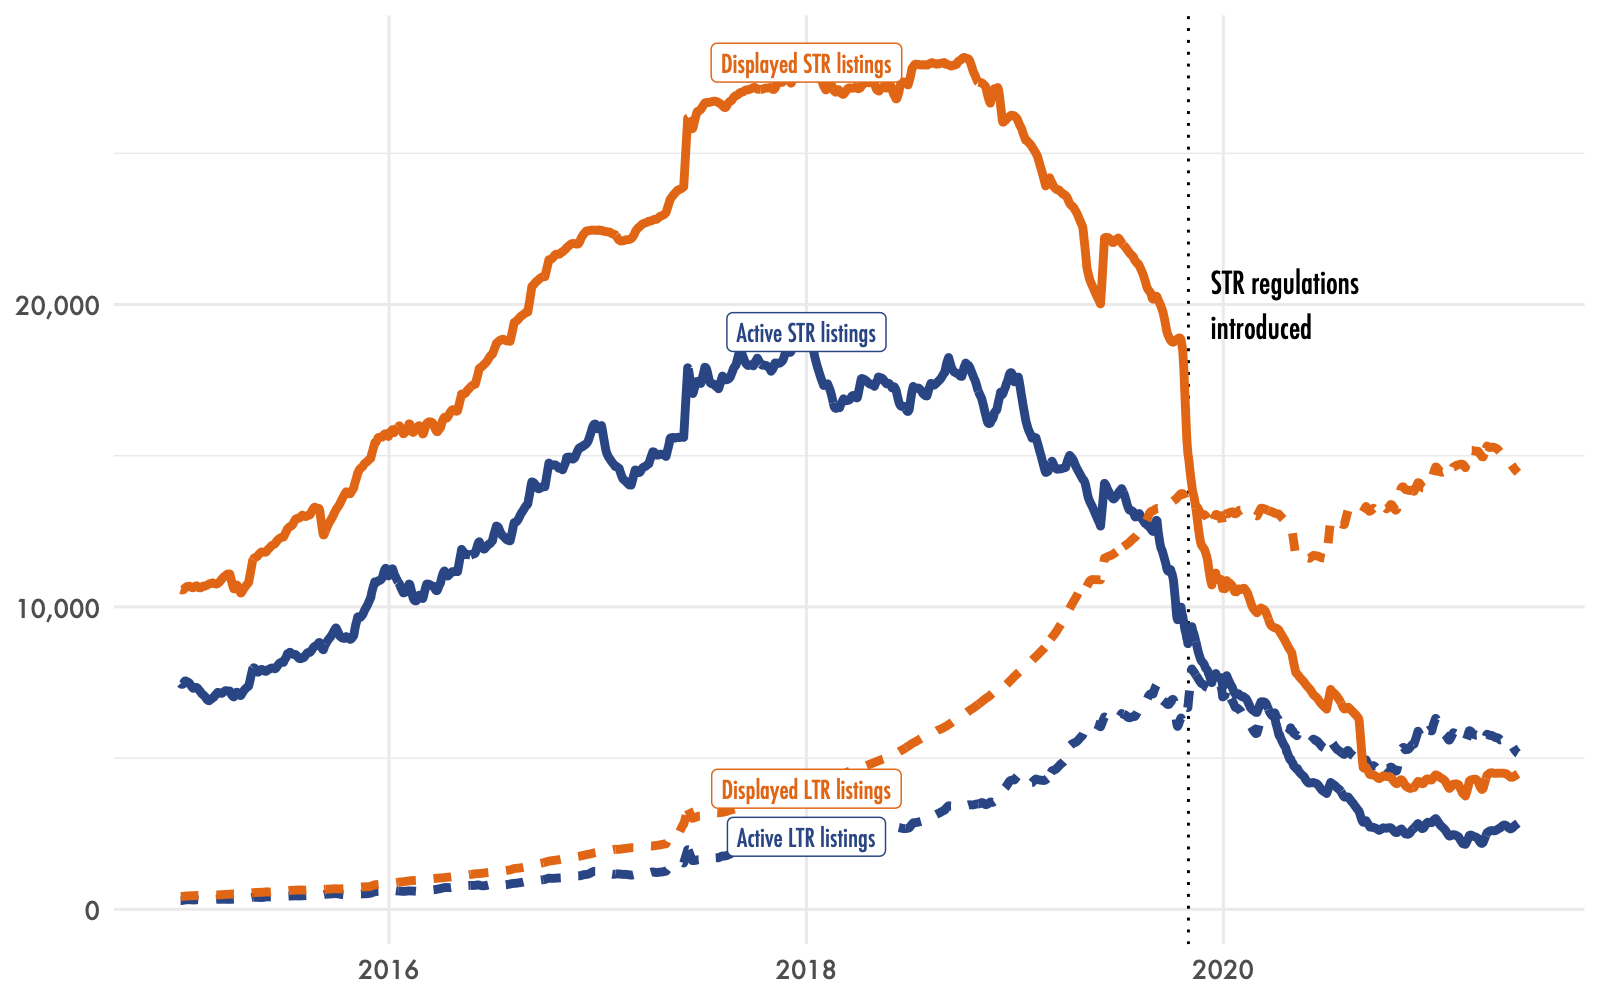 Displayed STR listings
STR regulations
introduced
20,000
Active STR listings
10,000
Displayed LTR listings
Active LTR listings
0
2016
2018
2020